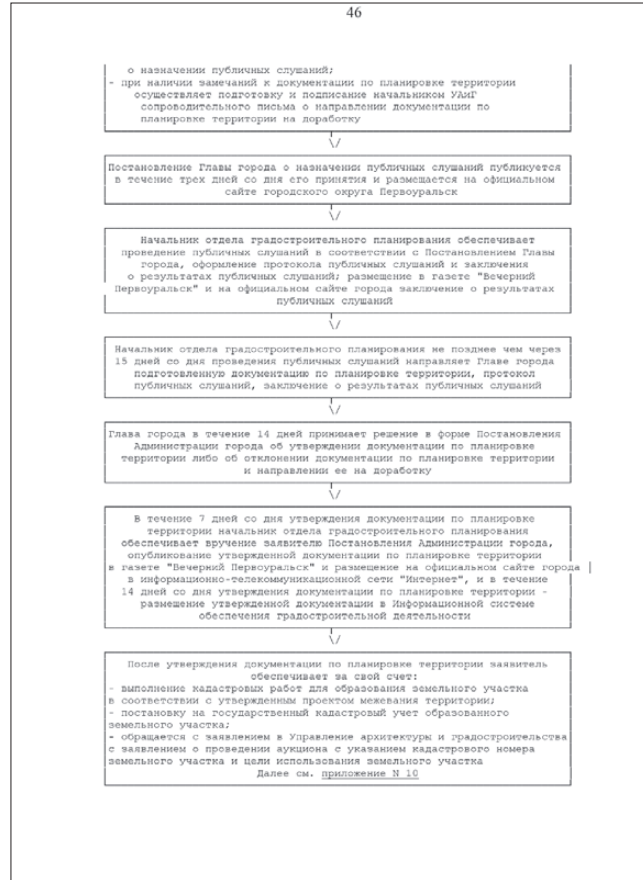 46
о назначении публичных слушаний;
- при наличии замечаний к документации по планировке территории
осуществляет подготовку и подписание начальником УАиГ
сопроводительного письма о направлении документации по
планировке территории на доработку
\/
Постановление Главы города о назначении публичных слушаний публикуется
в течение трех дней со дня его принятия и размещается на официальном
сайте городского округа Первоуральск
\/
Начальник отдела градостроительного планирования обеспечивает
проведение публичных слушаний в соответствии с Постановлением Главы
города, оформление протокола публичных слушаний и заключения
о результатах публичных слушаний; размещение в газете "Вечерний
Первоуральск" и на официальном сайте города заключение о результатах
публичных слушаний
\/
Начальник отдела градостроительного планирования не позднее чем через
15 дней со дня проведения публичных слушаний направляет Главе города
подготовленную документацию по планировке территории, протокол
публичных слушаний, заключение о результатах публичных слушаний
\/
Глава города в течение 14 дней принимает решение в форме Постановления
Администрации города об утверждении документации по планировке
территории либо об отклонении документации по планировке территории
и направлении ее на доработку
\/
В течение 7 дней со дня утверждения документации по планировке
территории начальник отдела градостроительного планирования
обеспечивает вручение заявителю Постановления Администрации города,
опубликование утвержденной документации по планировке территории
в газете "Вечерний Первоуральск" и размещение на официальном сайте города |
в информационно-телекоммуникационной сети "Интернет", и в течение
14 дней со дня утверждения документации по планировке территории -
размещение утвержденной документации в Информационной системе
обеспечения градостроительной деятельности
\/
После утверждения документации по планировке территории заявитель
обеспечивает за свой счет:
- выполнение кадастровых работ для образования земельного участка
в соответствии с утвержденным проектом межевания территории;
- постановку на государственный кадастровый учет образованного
земельного участка;
- обращается с заявлением в Управление архитектуры и градостроительства
с заявлением о проведении аукциона с указанием кадастрового номера
земельного участка и цели использования земельного участка
Далее см. приложение N 10